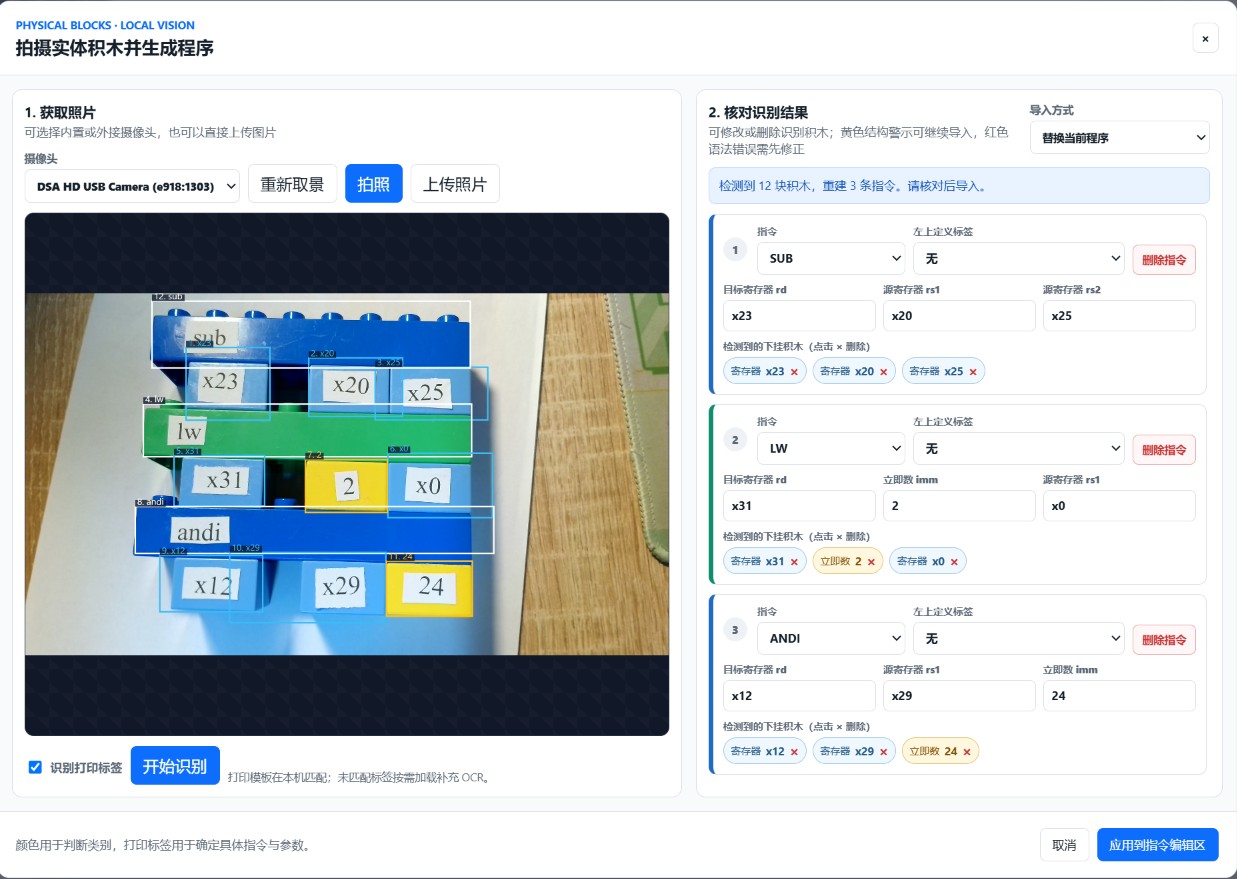 PHYSICAL BLOCKS · LOCAL VISION
拍摄实体积木并生成程序
×
1. 获取照片
可选择内置或外接摄像头，也可以直接上传图片
摄像头
DSA HD USB Camera (e918:1303)
重新取景
拍照
上传照片
12. sub
sub
2. x20
3. x25
x23
x20
x25
4. lw
lw
5. x31
7. 2
6. x0
x31
2
x0
8. andi
andi
9. x12
10. x29
11. 24
x12
x29
24
识别打印标签
开始识别
打印模板在本机匹配；未匹配标签按需加载补充 OCR。
2. 核对识别结果
可修改或删除识别积木；黄色结构警示可继续导入，红色
语法错误需先修正
导入方式
替换当前程序
检测到 12 块积木，重建 3 条指令。请核对后导入。
1
指令
左上定义标签
SUB
无
删除指令
目标寄存器 rd
源寄存器 rs1
源寄存器 rs2
x23
x20
x25
检测到的下挂积木（点击 × 删除）
寄存器 x23 ×
寄存器 x20 ×
寄存器 x25 ×
2
指令
左上定义标签
LW
无
删除指令
目标寄存器 rd
立即数 imm
源寄存器 rs1
x31
2
x0
检测到的下挂积木（点击 × 删除）
寄存器 x31 ×
立即数 2 ×
寄存器 x0 ×
3
指令
左上定义标签
ANDI
无
删除指令
目标寄存器 rd
源寄存器 rs1
立即数 imm
x12
x29
24
检测到的下挂积木（点击 × 删除）
寄存器 x12 ×
寄存器 x29 ×
立即数 24 ×
颜色用于判断类别，打印标签用于确定具体指令与参数。
取消
应用到指令编辑区